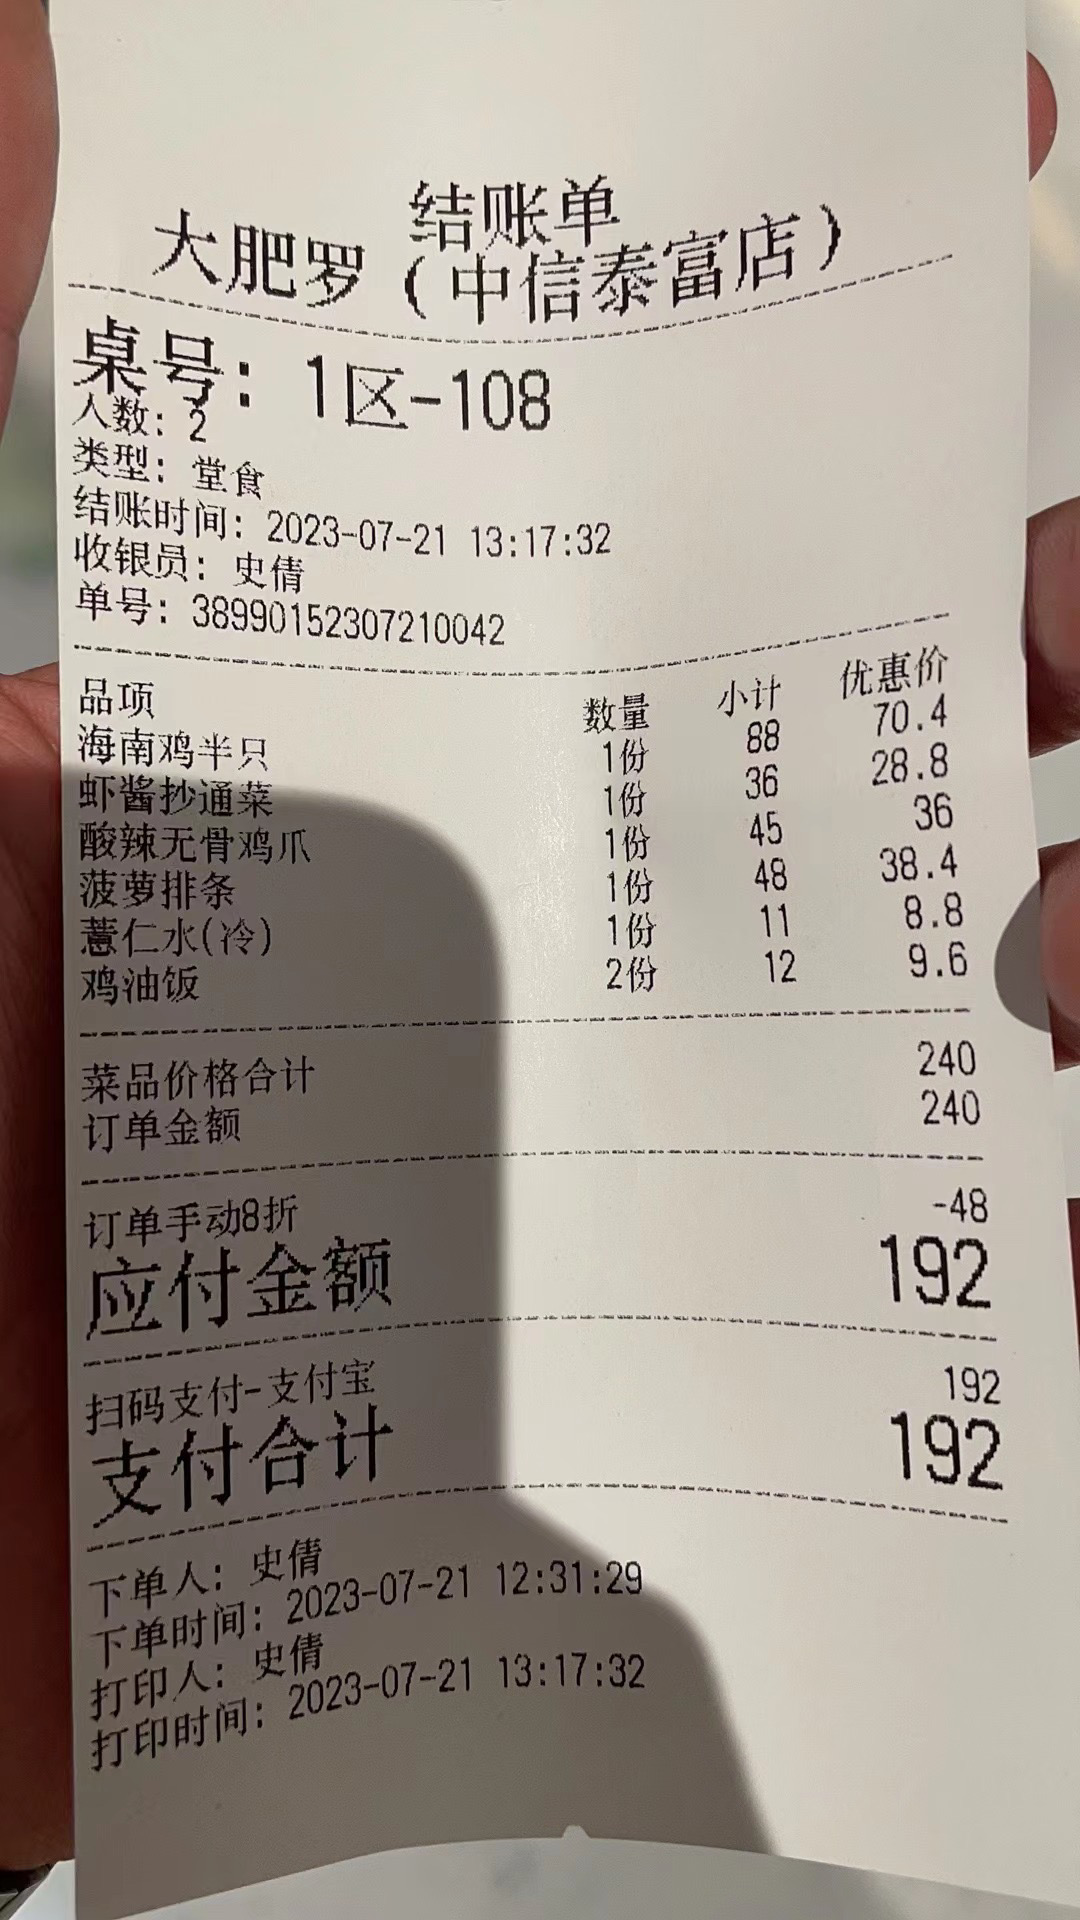 结账单
大肥罗（中信泰富店）
桌号：1区-108
人数：2
类型：堂食
结账时间：2023-07-21 13:17:32
收银员：史倩
单号：38990152307210042
品项 数量 小计 优惠价
海南鸡半只 1份 88 70.4
虾酱抄通菜 1份 36 28.8
酸辣无骨鸡爪 1份 45 36
菠萝排条 1份 48 38.4
薏仁水(冷) 1份 11 8.8
鸡油饭 2份 12 9.6
菜品价格合计 240
订单金额 240
订单手动8折 -48
应付金额 192
扫码支付-支付宝 192
支付合计 192
下单人：史倩
下单时间：2023-07-21 12:31:29
打印人：史倩
打印时间：2023-07-21 13:17:32